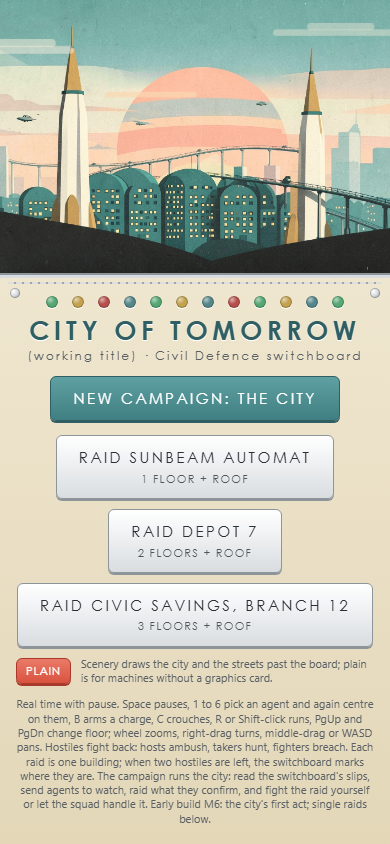 CITY OF TOMORROW
(working title) · Civil Defence switchboard
NEW CAMPAIGN: THE CITY
RAID SUNBEAM AUTOMAT
1 FLOOR + ROOF
RAID DEPOT 7
2 FLOORS + ROOF
RAID CIVIC SAVINGS, BRANCH 12
3 FLOORS + ROOF
PLAIN
Scenery draws the city and the streets past the board; plain
is for machines without a graphics card.
Real time with pause. Space pauses, 1 to 6 pick an agent and again centre
on them, B arms a charge, C crouches, R or Shift-click runs, PgUp and
PgDn change floor; wheel zooms, right-drag turns, middle-drag or WASD
pans. Hostiles fight back: hosts ambush, takers hunt, fighters breach. Each
raid is one building; when two hostiles are left, the switchboard marks
where they are. The campaign runs the city: read the switchboard's slips,
send agents to watch, raid what they confirm, and fight the raid yourself
or let the squad handle it. Early build M6: the city's first act; single raids
below.